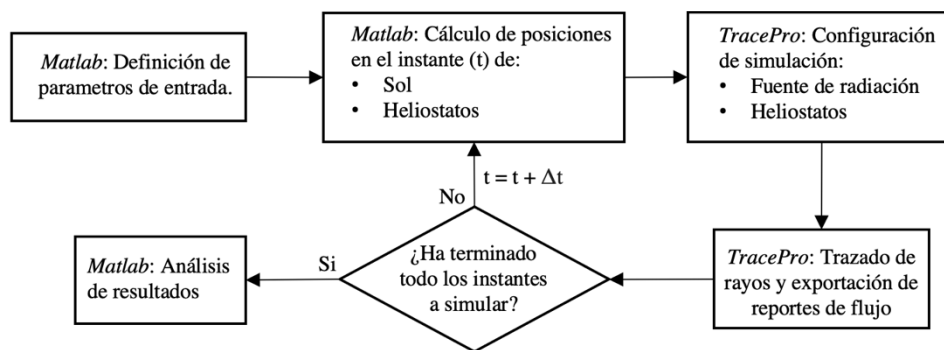 Matlab: Definición de
parametros de entrada.
Matlab: Cálculo de posiciones
en el instante (t) de:
• Sol
• Heliostatos
TracePro: Configuración
de simulación:
• Fuente de radiación
• Heliostatos
TracePro: Trazado de
rayos y exportación de
reportes de flujo
¿Ha terminado
todo los instantes
a simular?
No
t = t + Δt
Si
Matlab: Análisis
de resultados